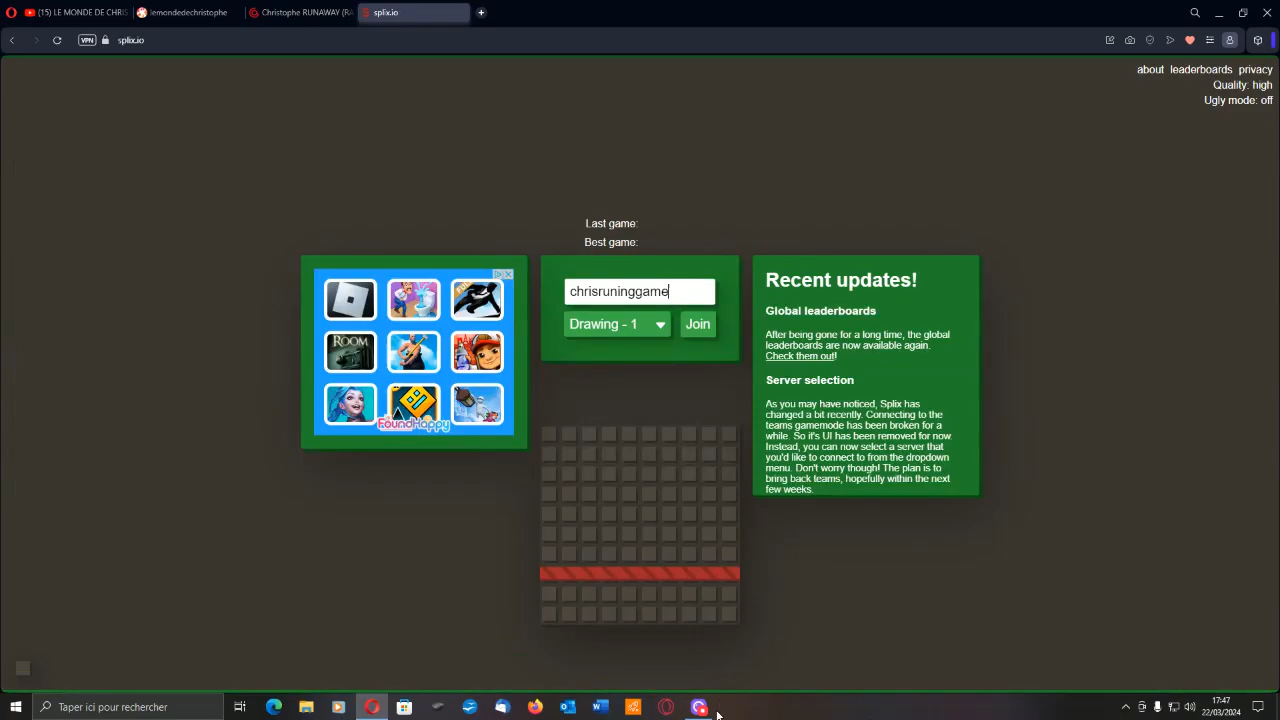 (15) LE MONDE DE CHRIS
lemondedechristophe
Christophe RUNAWAY (RA
splix.io
VPN
splix.io
about leaderboards privacy
Quality: high
Ugly mode: off
Last game:
Best game:
chrisruninggame
Drawing - 1
Join
ROOM
FoundHappy
Recent updates!
Global leaderboards
After being gone for a long time, the global
leaderboards are now available again.
Check them out!
Server selection
As you may have noticed, Splix has
changed a bit recently. Connecting to the
teams gamemode has been broken for a
while. So it's UI has been removed for now.
Instead, you can now select a server that
you'd like to connect to from the dropdown
menu. Don't worry though! The plan is to
bring back teams, hopefully within the next
few weeks.
Taper ici pour rechercher
17:47
22/03/2024